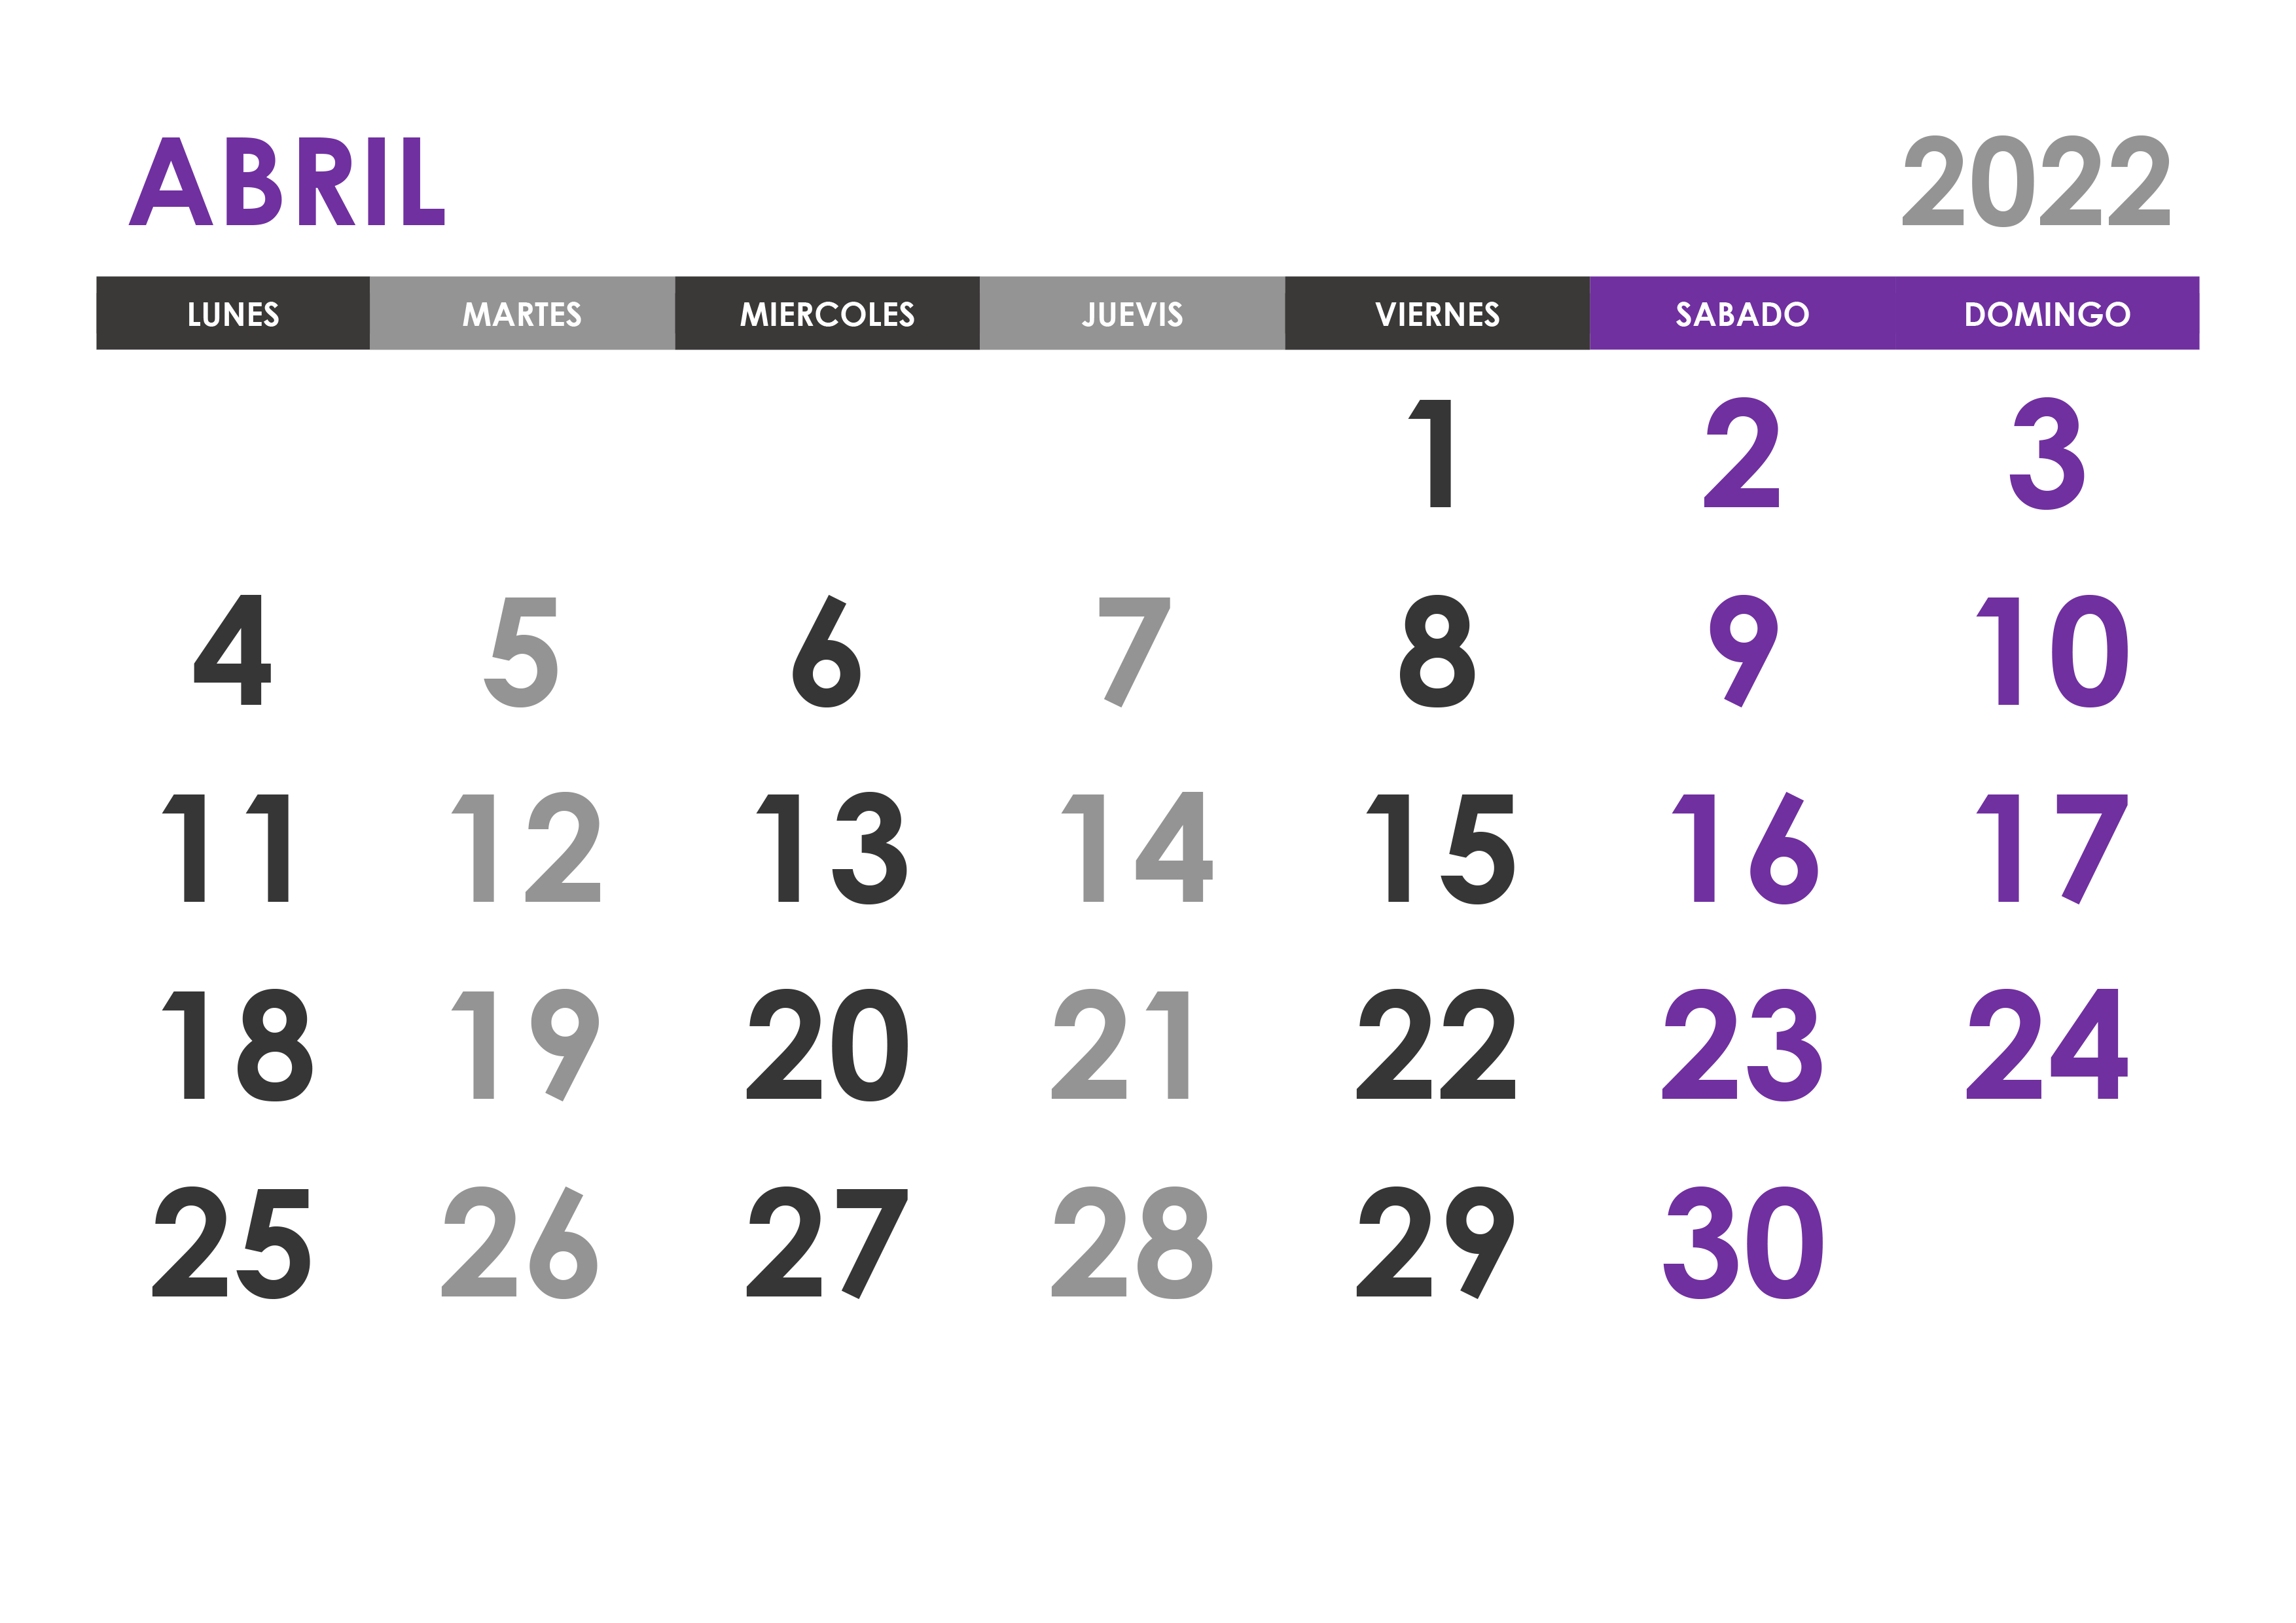 ABRIL 2022
LUNES MARTES MIERCOLES JUEVIS VIERNES SABADO DOMINGO
1 2 3
4 5 6 7 8 9 10
11 12 13 14 15 16 17
18 19 20 21 22 23 24
25 26 27 28 29 30